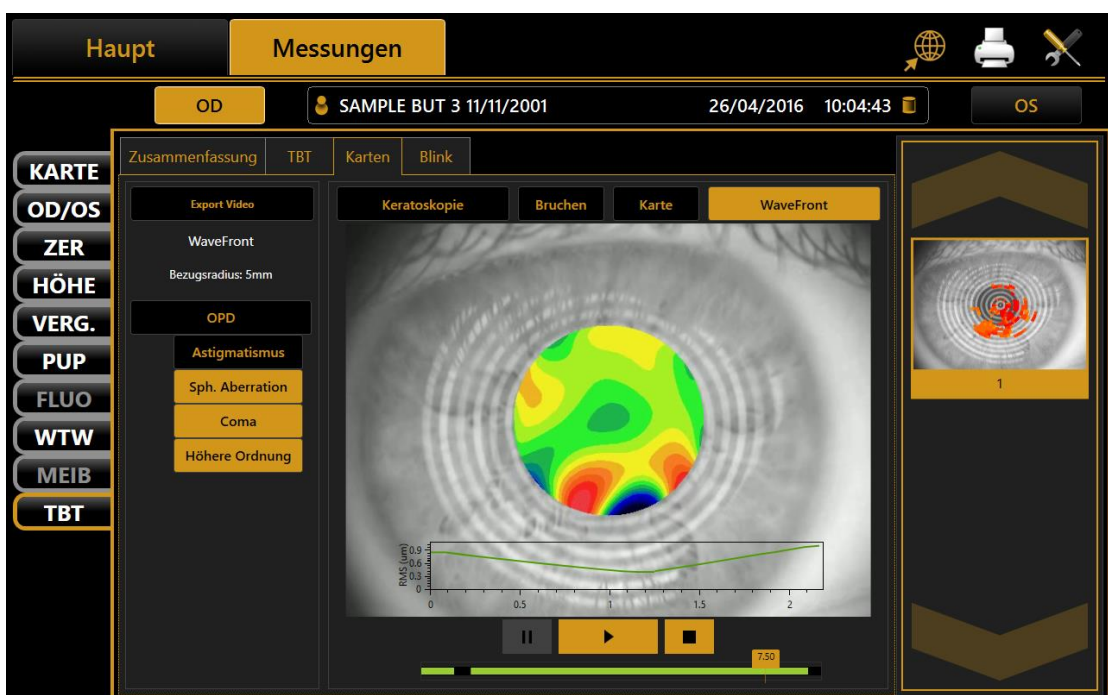 Haupt
Messungen
OD
SAMPLE BUT 3 11/11/2001 26/04/2016 10:04:43
OS
KARTE
OD/OS
ZER
HÖHE
VERG.
PUP
FLUO
WTW
MEIB
TBT
Zusammenfassung TBT Karten Blink
Export Video
WaveFront
Bezugsradius: 5mm
OPD
Astigmatismus
Sph. Aberration
Coma
Höhere Ordnung
Keratoskopie Bruchen Karte WaveFront
RMS (um)
0.9
0.6
0.3
0
0 0.5 1 1.5 2
7.50
1